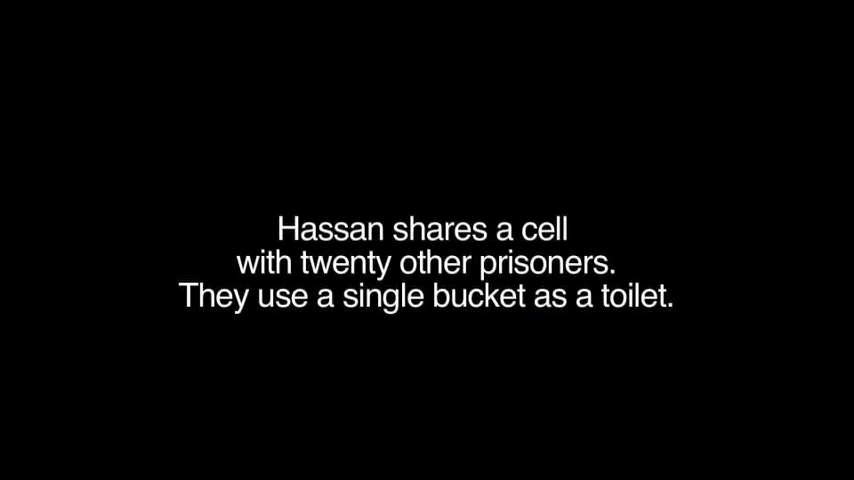 Hassan shares a cell
with twenty other prisoners.
They use a single bucket as a toilet.